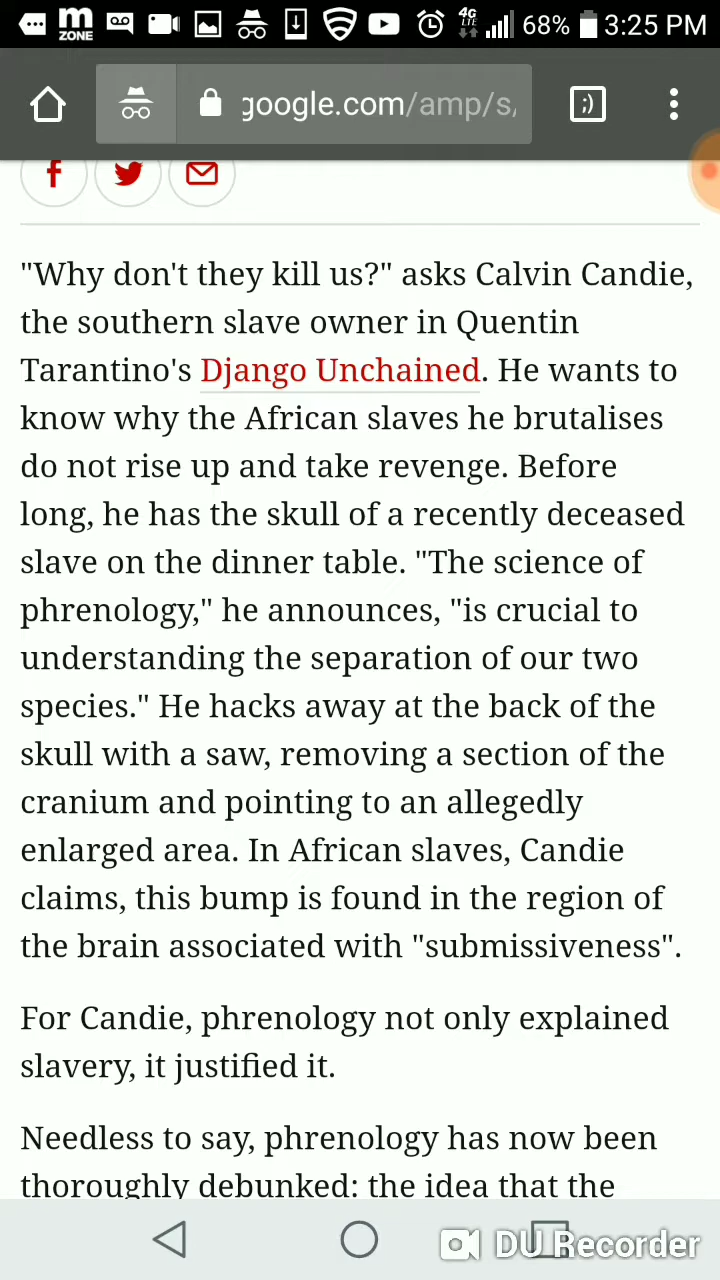 m
ZONE
4G
LTE
68%
3:25 PM
google.com/amp/s,
:)
"Why don't they kill us?" asks Calvin Candie,
the southern slave owner in Quentin
Tarantino's Django Unchained. He wants to
know why the African slaves he brutalises
do not rise up and take revenge. Before
long, he has the skull of a recently deceased
slave on the dinner table. "The science of
phrenology," he announces, "is crucial to
understanding the separation of our two
species." He hacks away at the back of the
skull with a saw, removing a section of the
cranium and pointing to an allegedly
enlarged area. In African slaves, Candie
claims, this bump is found in the region of
the brain associated with "submissiveness".
For Candie, phrenology not only explained
slavery, it justified it.
Needless to say, phrenology has now been
thoroughly debunked: the idea that the
DU Recorder